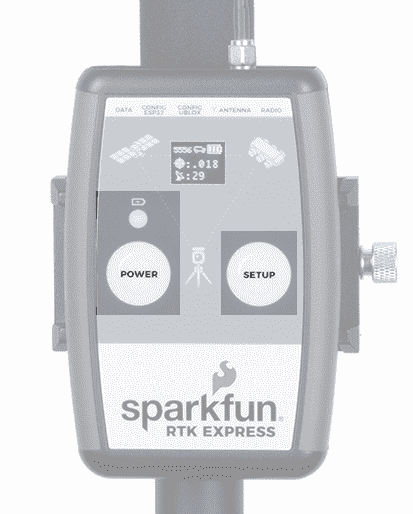 DATA CONFIG ESP32 CONFIG UBLOX ANTENNA RADIO
:.018
:29
POWER SETUP
sparkfun
RTK EXPRESS